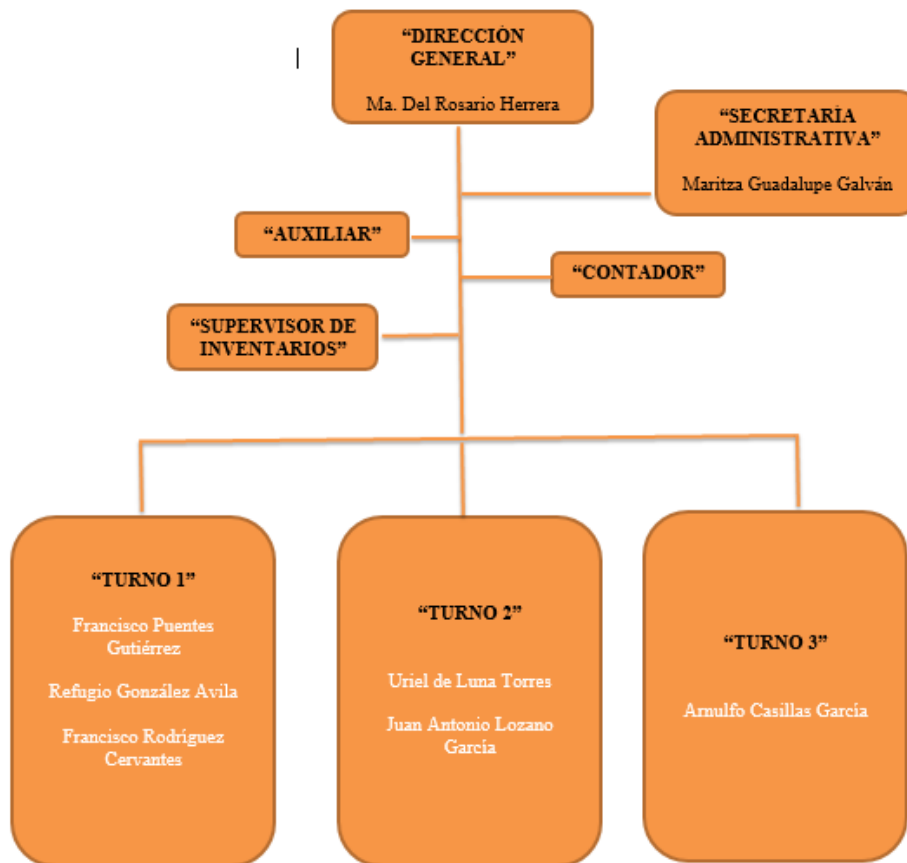 “DIRECCIÓN
GENERAL”
Ma. Del Rosario Herrera
“SECRETARÍA
ADMINISTRATIVA”
Maritza Guadalupe Galván
“AUXILIAR”
“CONTADOR”
“SUPERVISOR DE
INVENTARIOS”
“TURNO 1”
Francisco Puentes
Gutiérrez
Refugio González Avila
Francisco Rodríguez
Cervantes
“TURNO 2”
Uriel de Luna Torres
Juan Antonio Lozano
García
“TURNO 3”
Arnulfo Casillas García